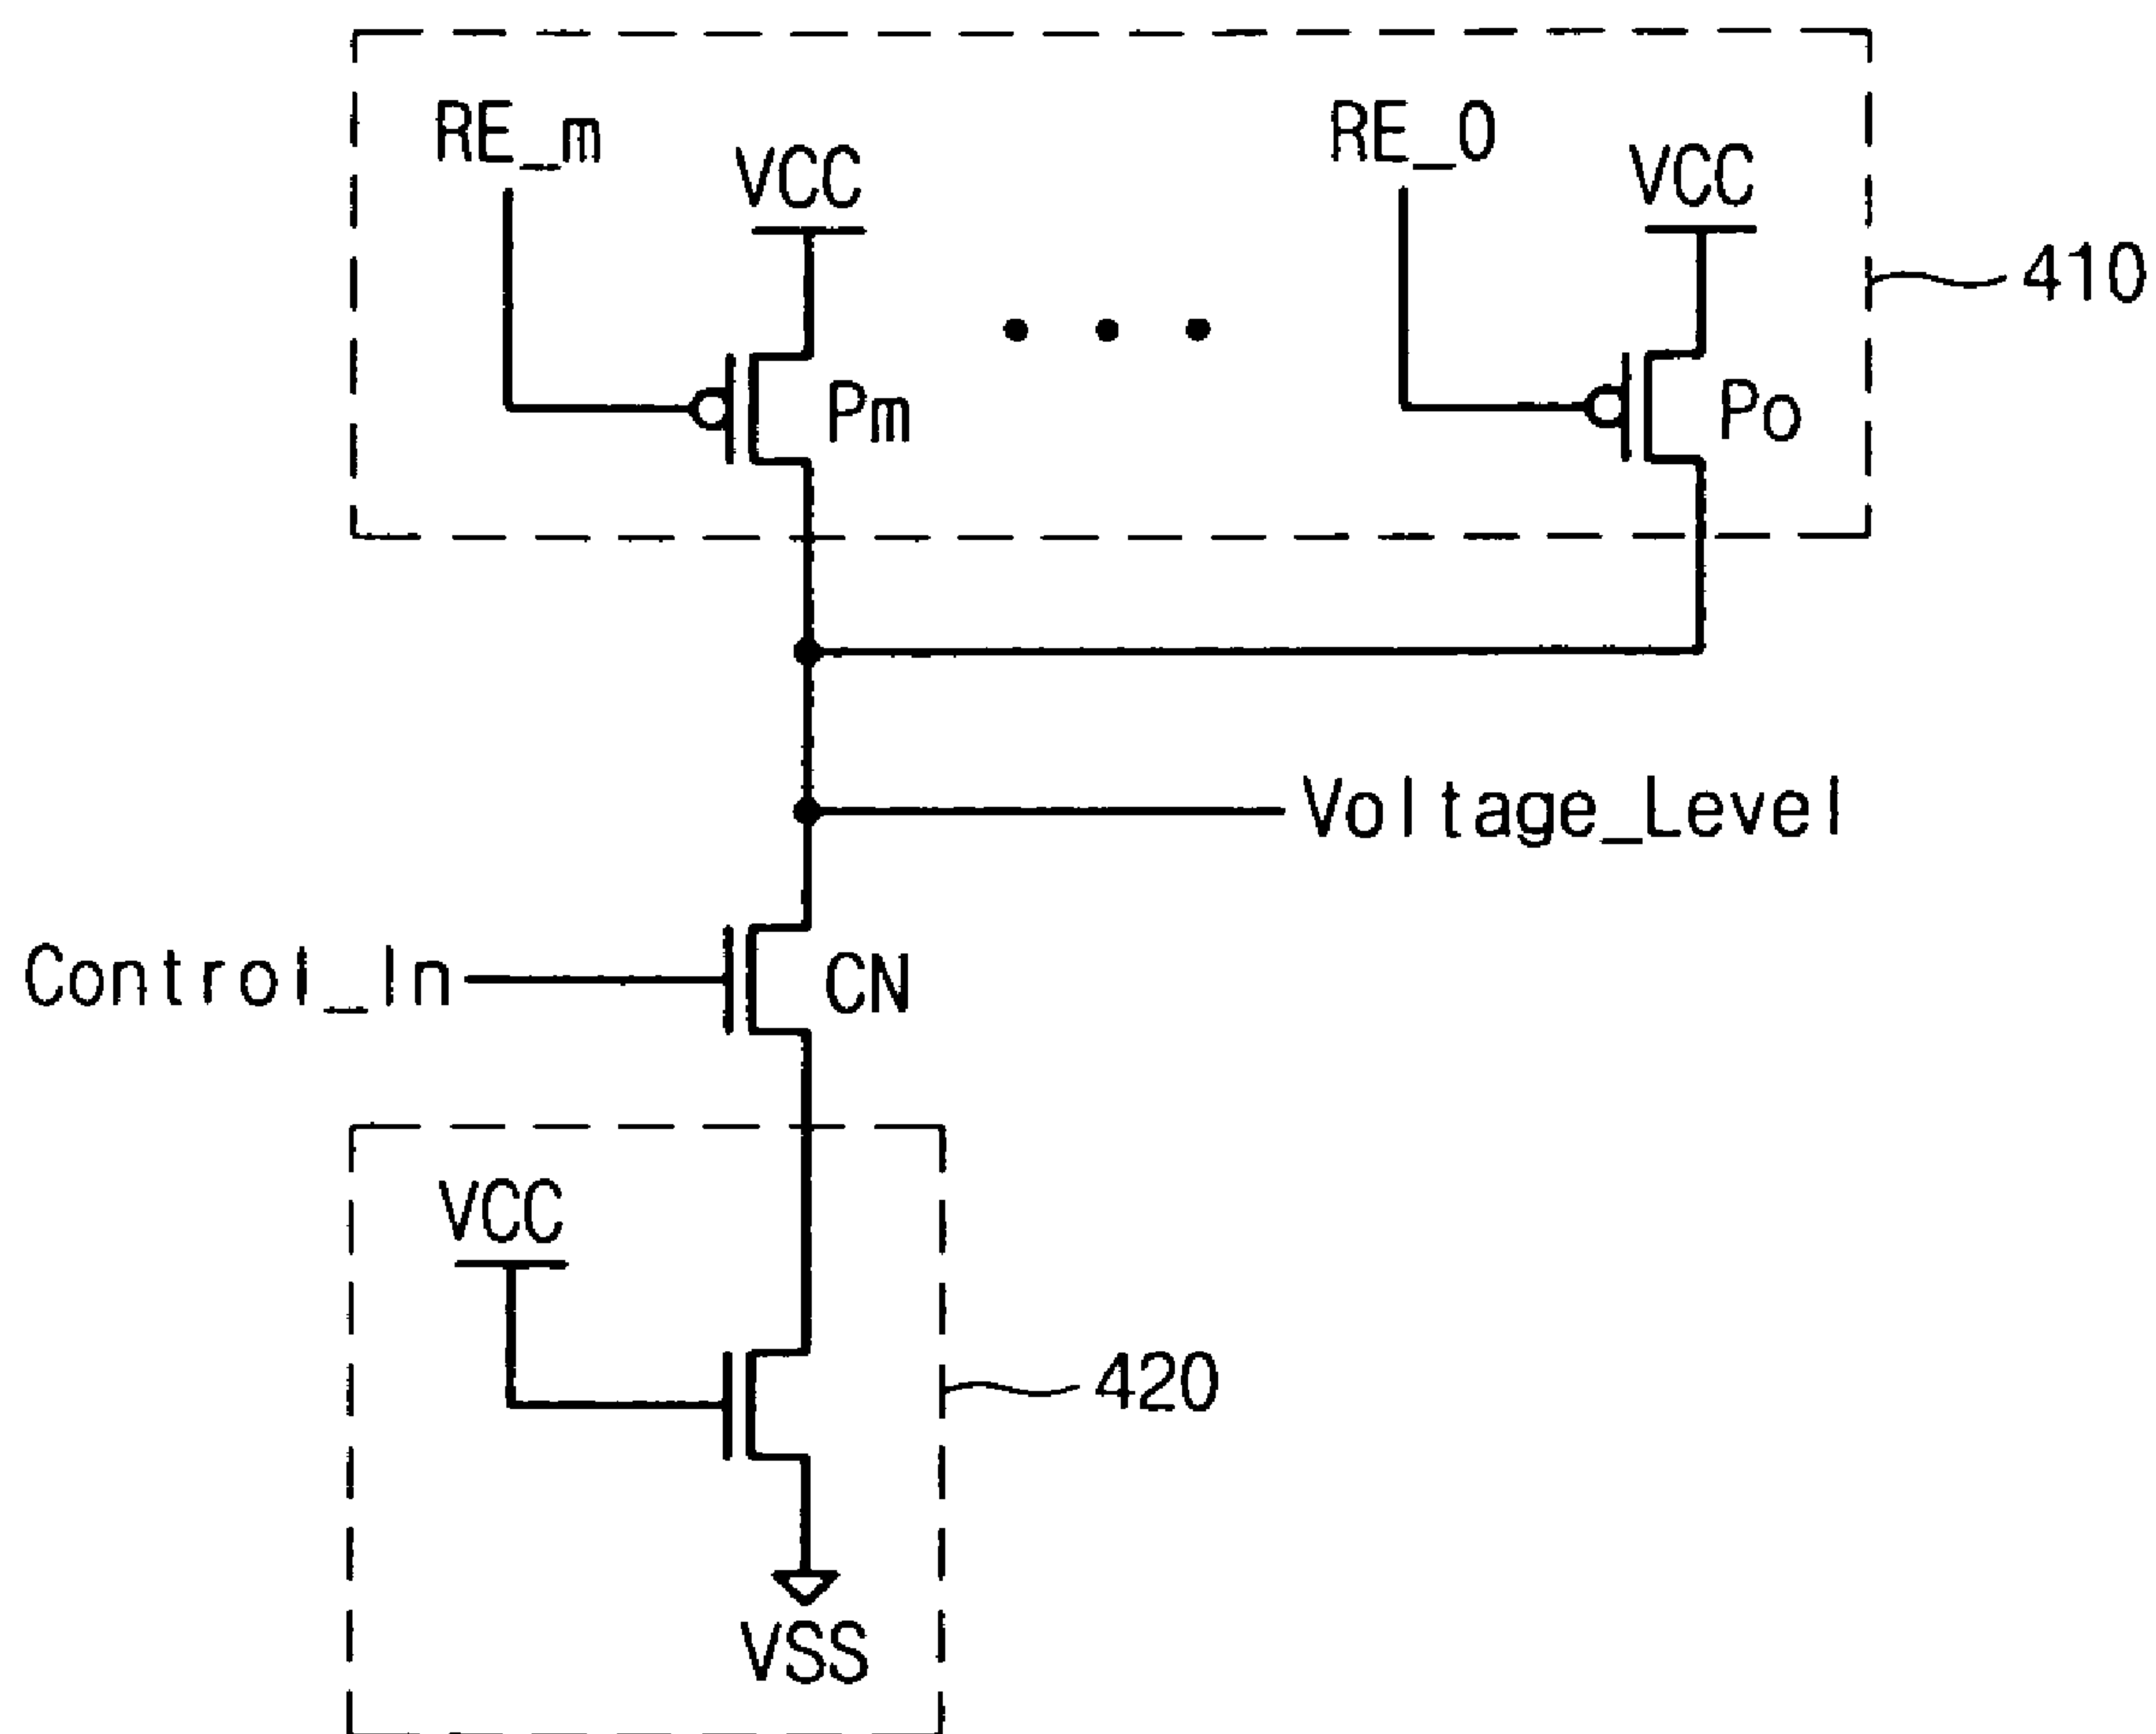 RE_m
VCC
RE_0
VCC
410
Pm
Po
Voltage_Level
Control_In
CN
VCC
420
VSS